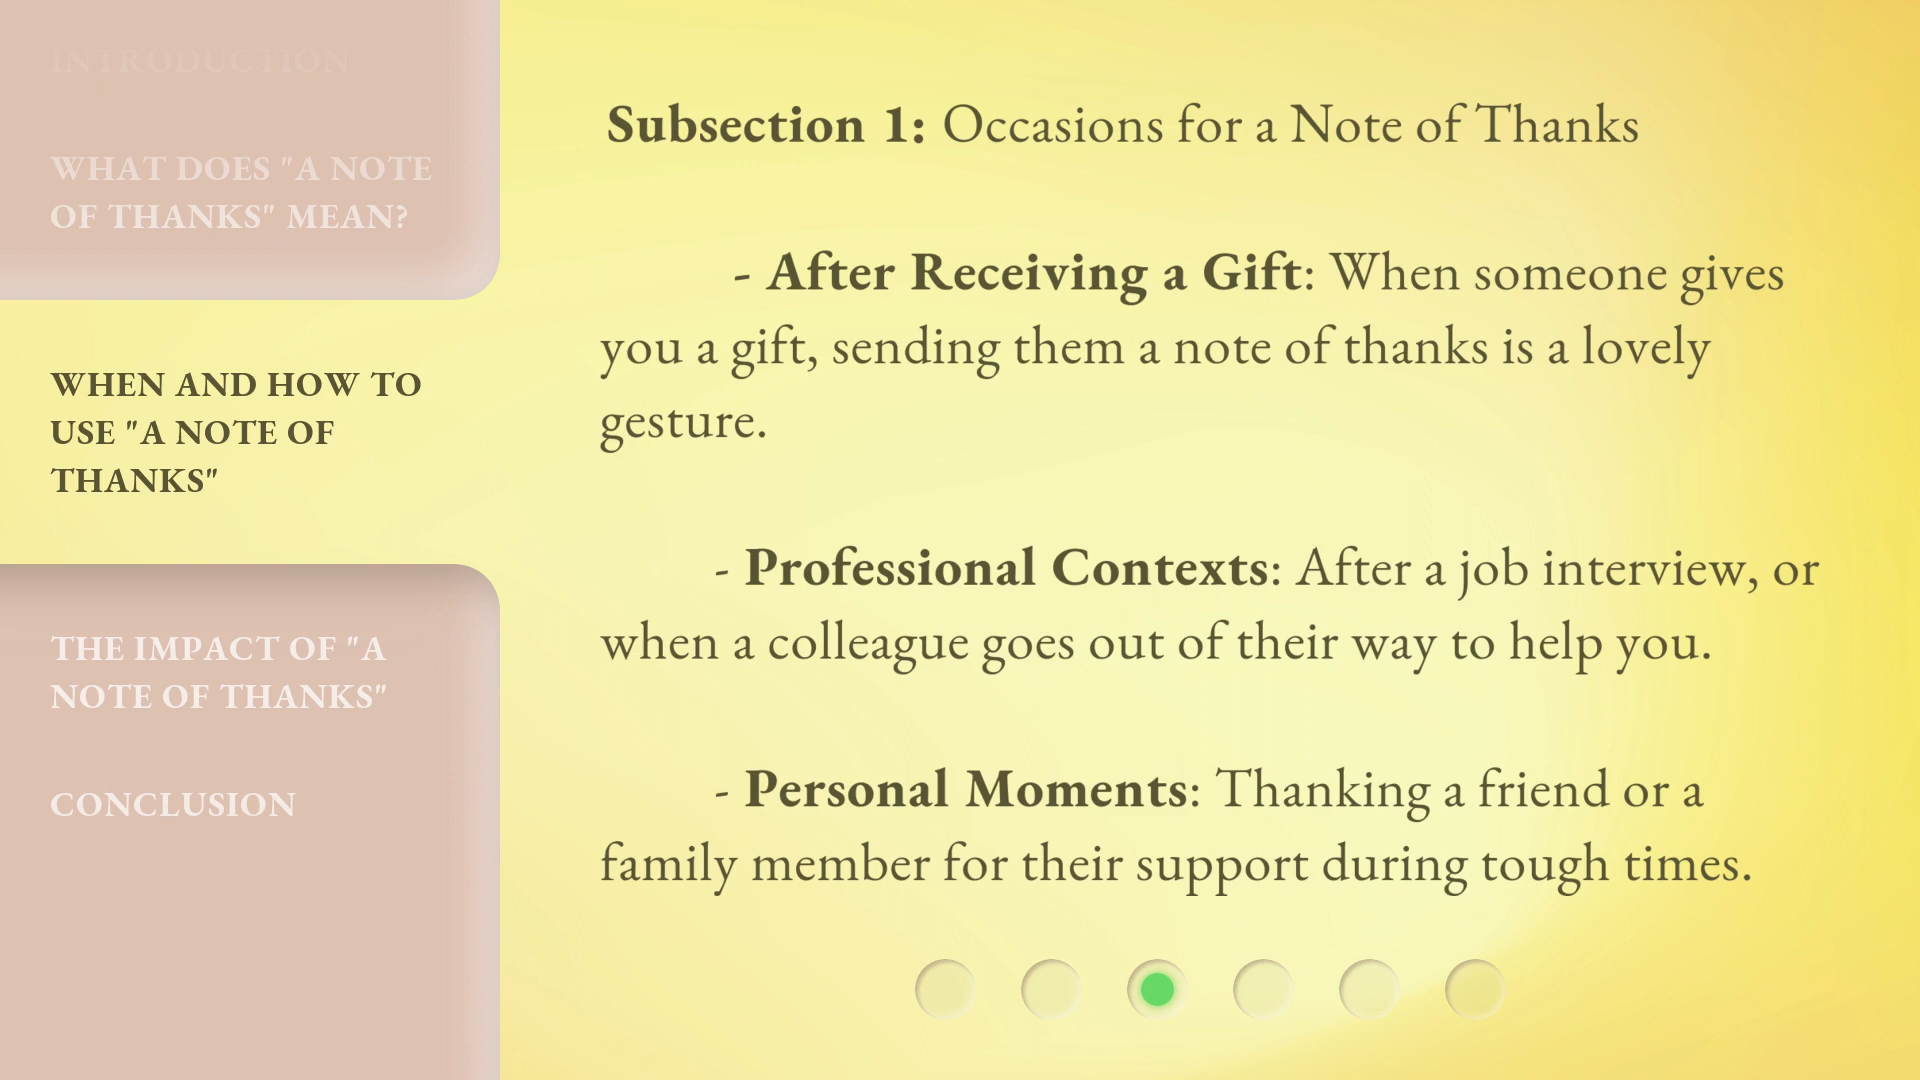 INTRODUCTION
WHAT DOES "A NOTE
OF THANKS" MEAN?
WHEN AND HOW TO
USE "A NOTE OF
THANKS"
THE IMPACT OF "A
NOTE OF THANKS"
CONCLUSION
Subsection 1: Occasions for a Note of Thanks
- After Receiving a Gift: When someone gives
you a gift, sending them a note of thanks is a lovely
gesture.
- Professional Contexts: After a job interview, or
when a colleague goes out of their way to help you.
- Personal Moments: Thanking a friend or a
family member for their support during tough times.